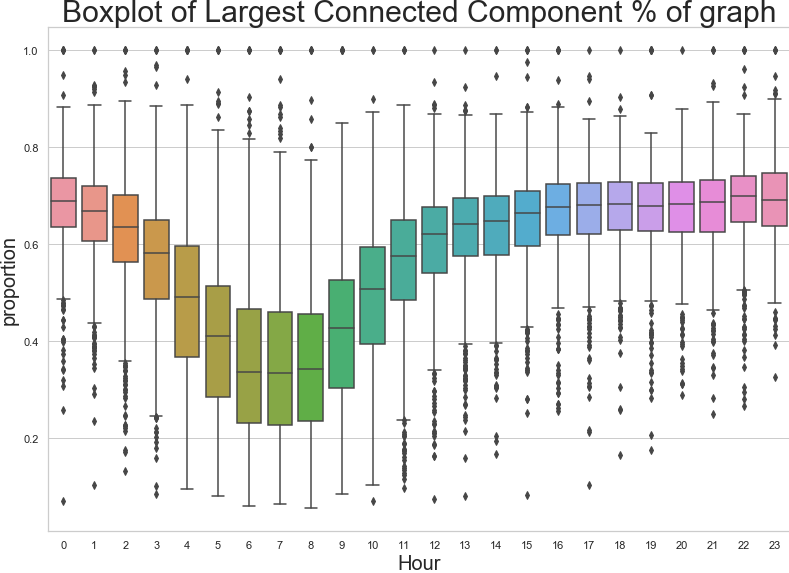 Boxplot of Largest Connected Component % of graph
1.0
0.8
0.6
0.4
0.2
proportion
0 1 2 3 4 5 6 7 8 9 10 11 12 13 14 15 16 17 18 19 20 21 22 23
Hour